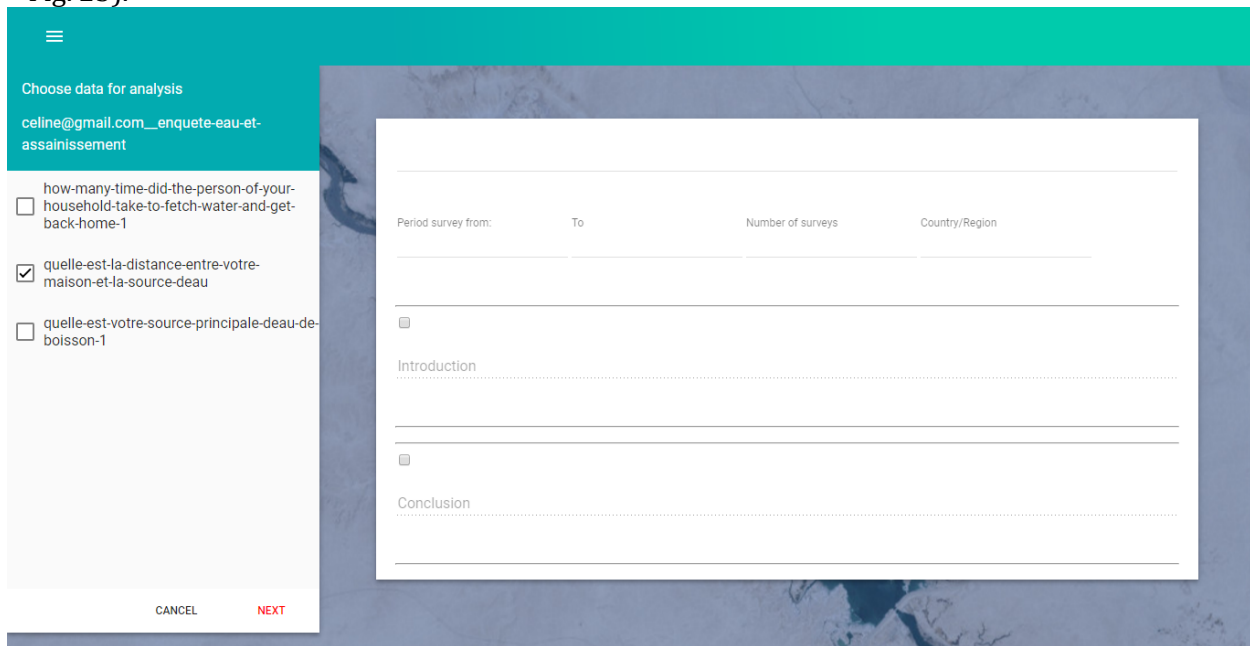 Fig. 23).
Choose data for analysis
celine@gmail.com__enquete-eau-et-
assainissement
how-many-time-did-the-person-of-your-
household-take-to-fetch-water-and-get-
back-home-1
quelle-est-la-distance-entre-votre-
maison-et-la-source-deau
quelle-est-votre-source-principale-deau-de-
boisson-1
CANCEL NEXT
Period survey from: To Number of surveys Country/Region
Introduction
Conclusion